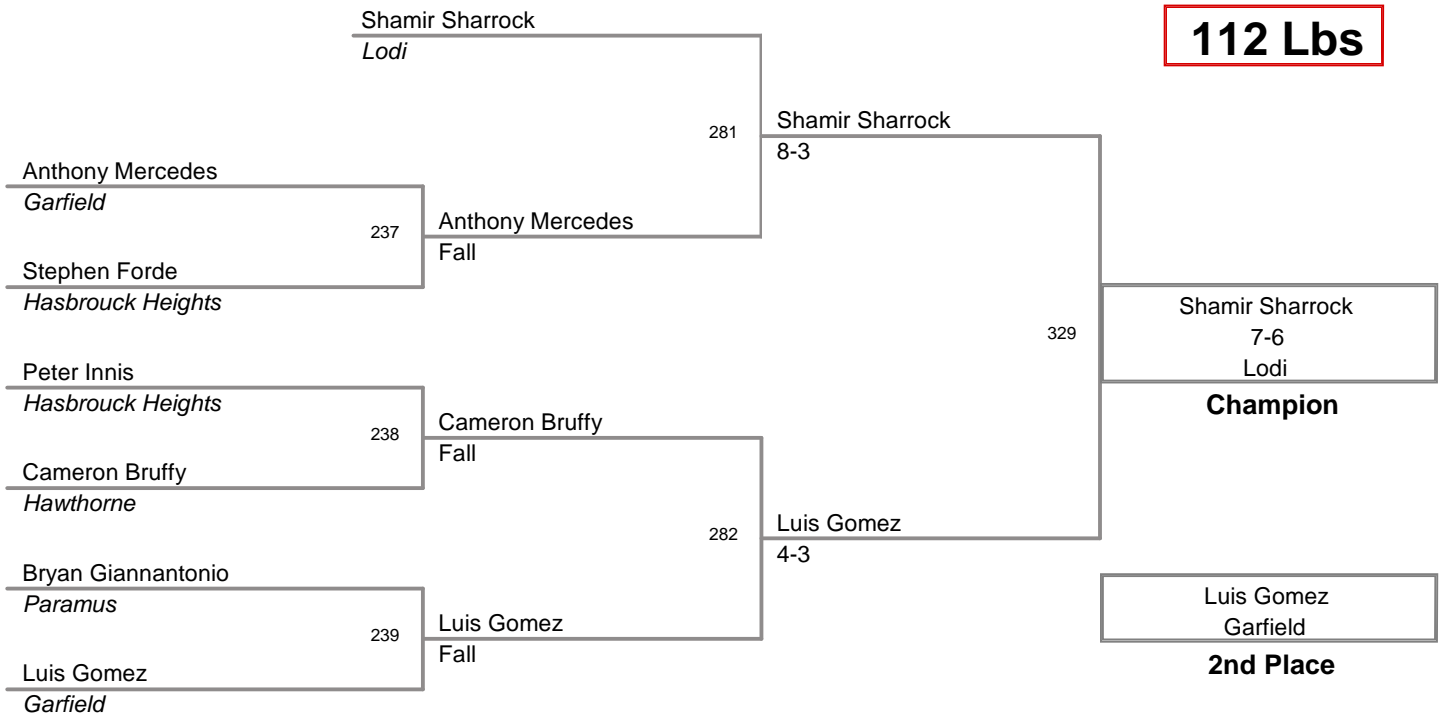 Shamir Sharrock
Lodi
112 Lbs
281
Shamir Sharrock
8-3
Anthony Mercedes
Garfield
237
Anthony Mercedes
Fall
Stephen Forde
Hasbrouck Heights
329
Shamir Sharrock
7-6
Lodi
Champion
Peter Innis
Hasbrouck Heights
238
Cameron Bruffy
Fall
Cameron Bruffy
Hawthorne
282
Luis Gomez
4-3
Bryan Giannantonio
Paramus
239
Luis Gomez
Fall
Luis Gomez
Garfield
Luis Gomez
Garfield
2nd Place